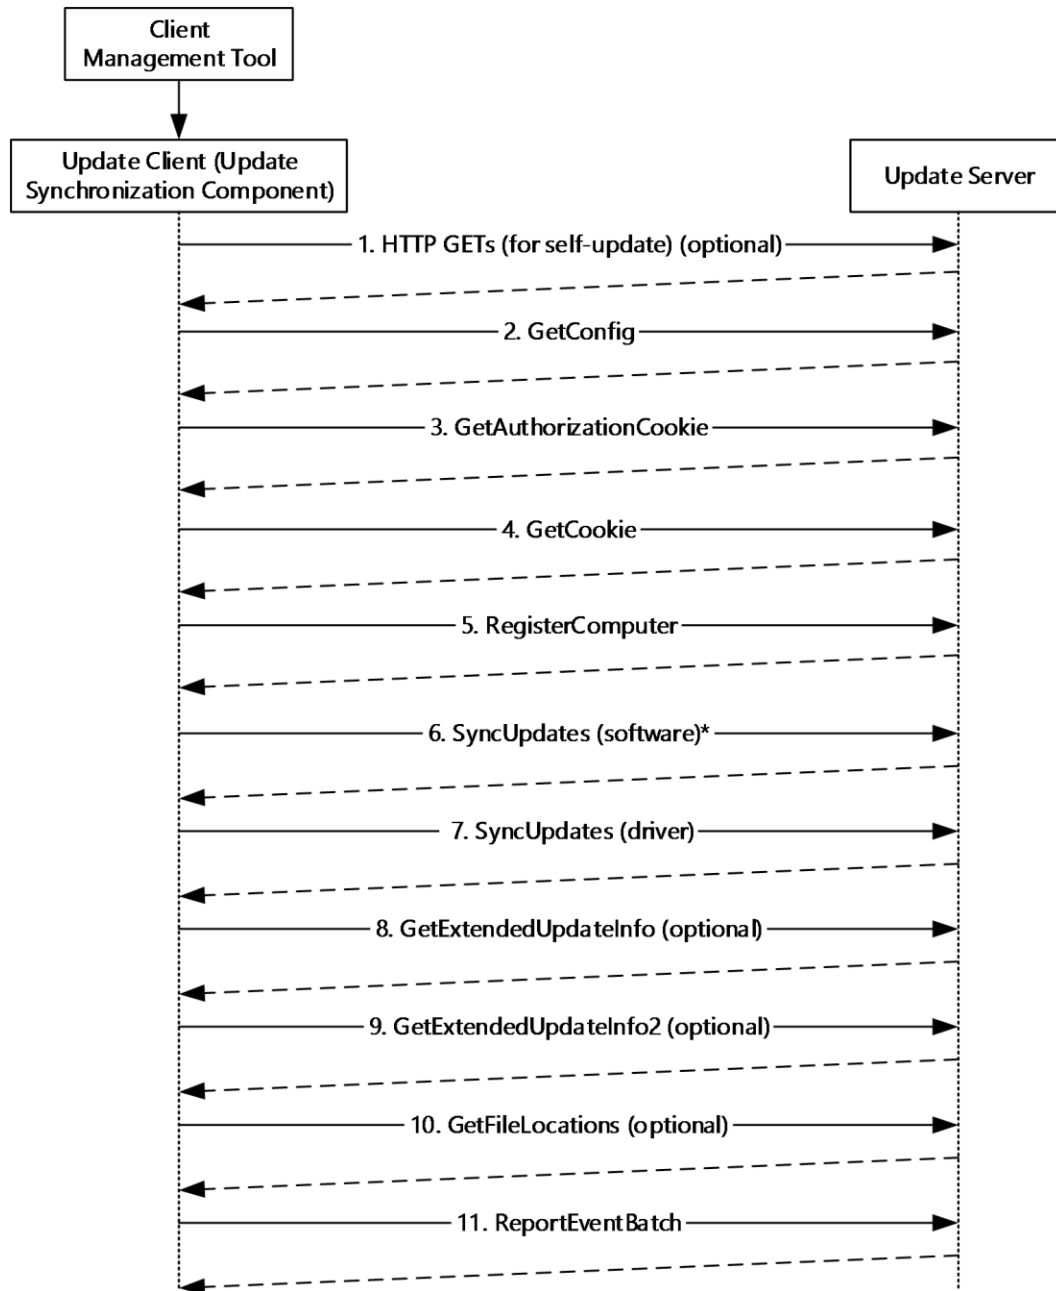 Client
Management Tool
Update Client (Update
Synchronization Component)
Update Server
1. HTTP GETs (for self-update) (optional)
2. GetConfig
3. GetAuthorizationCookie
4. GetCookie
5. RegisterComputer
6. SyncUpdates (software)*
7. SyncUpdates (driver)
8. GetExtendedUpdateInfo (optional)
9. GetExtendedUpdateInfo2 (optional)
10. GetFileLocations (optional)
11. ReportEventBatch